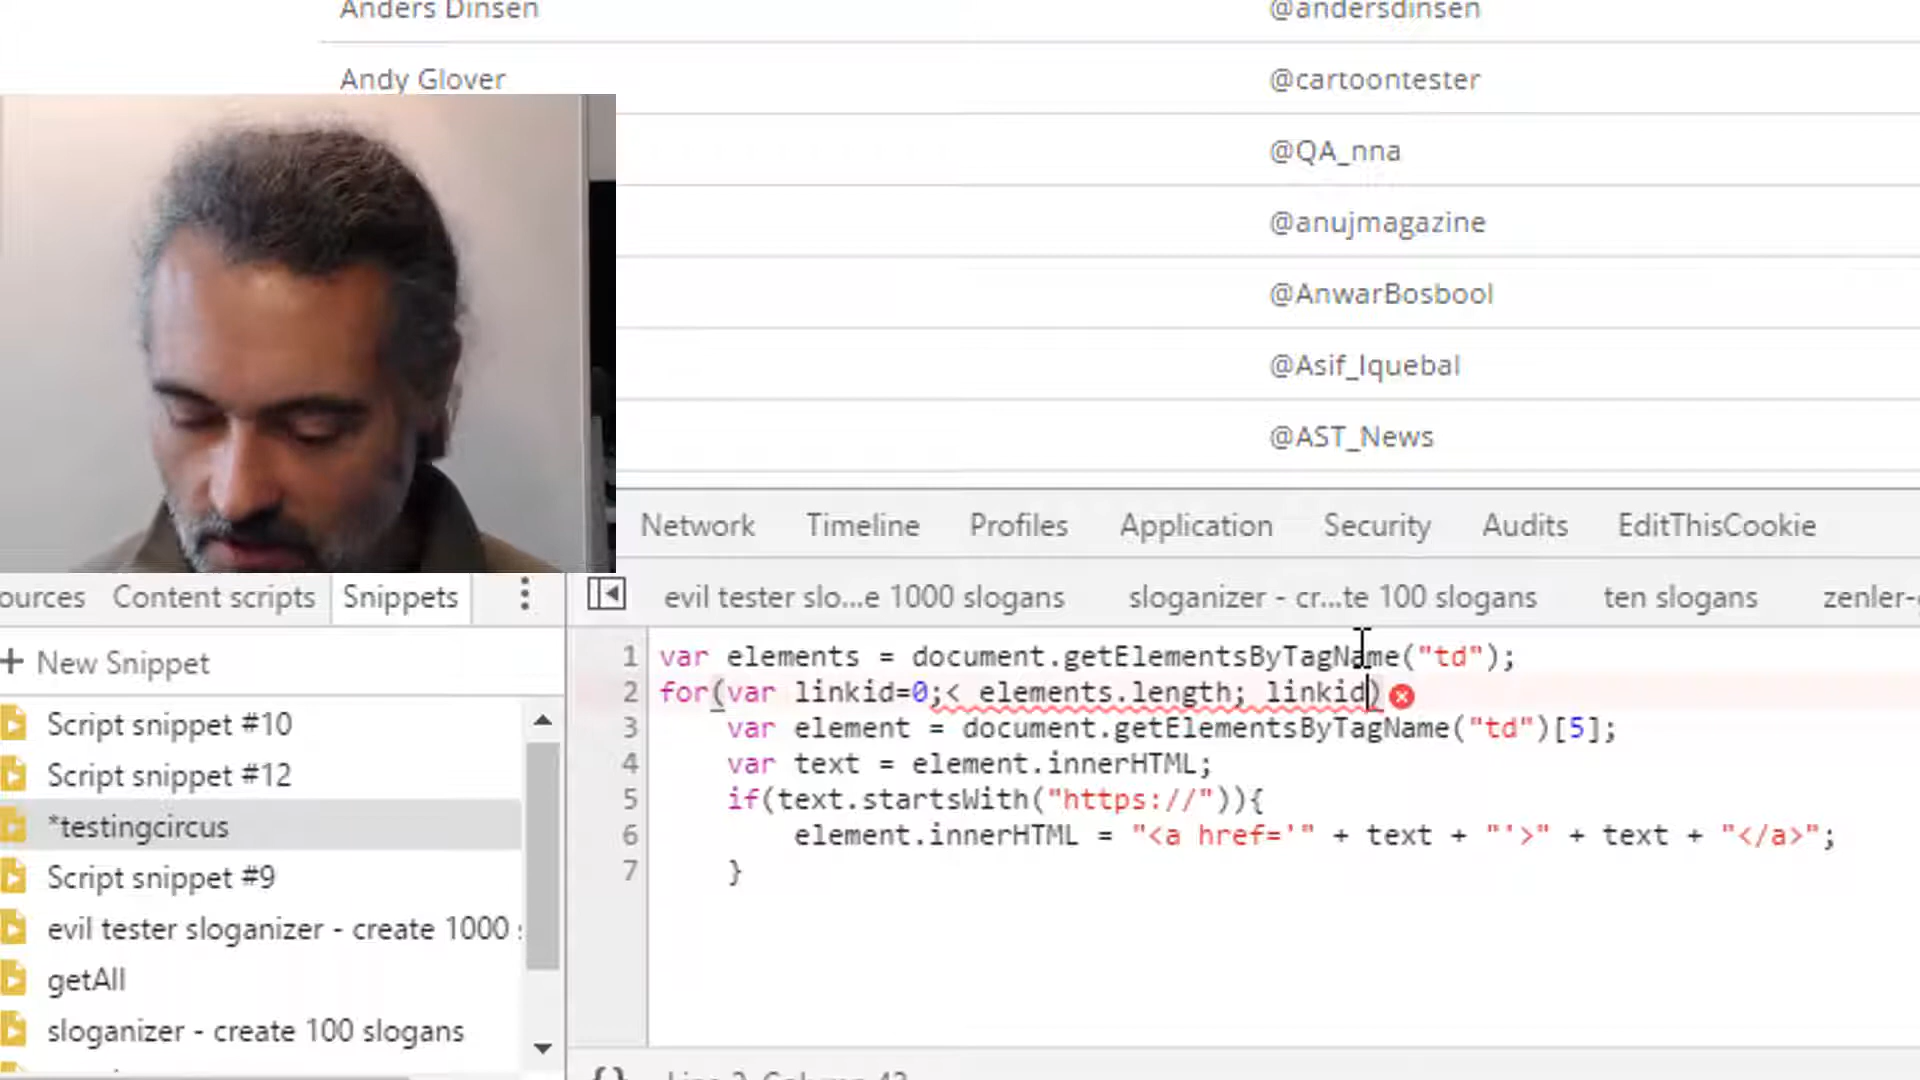 Anders Dinsen @andersdinsen
Andy Glover @cartoontester
@QA_nna
@anujmagazine
@AnwarBosbool
@Asif_Iquebal
@AST_News
Network Timeline Profiles Application Security Audits EditThisCookie
ources Content scripts Snippets
evil tester slo...e 1000 slogans sloganizer - cr...te 100 slogans ten slogans zenler-
+ New Snippet
Script snippet #10
Script snippet #12
*testingcircus
Script snippet #9
evil tester sloganizer - create 1000
getAll
sloganizer - create 100 slogans
1 var elements = document.getElementsByTagName("td");
2 for(var linkid=0;< elements.length; linkid)
3 var element = document.getElementsByTagName("td")[5];
4 var text = element.innerHTML;
5 if(text.startsWith("https://")){
6 element.innerHTML = "<a href='" + text + "'>" + text + "</a>";
7 }
{}